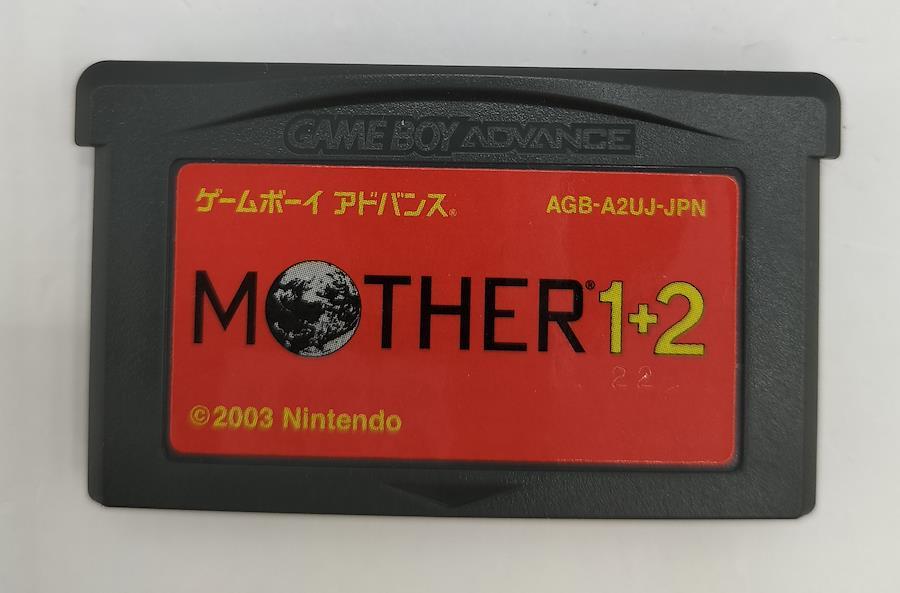 GAME BOY ADVANCE
ゲームボーイ アドバンス®
AGB-A2UJ-JPN
MOTHER® 1+2
22
©2003 Nintendo